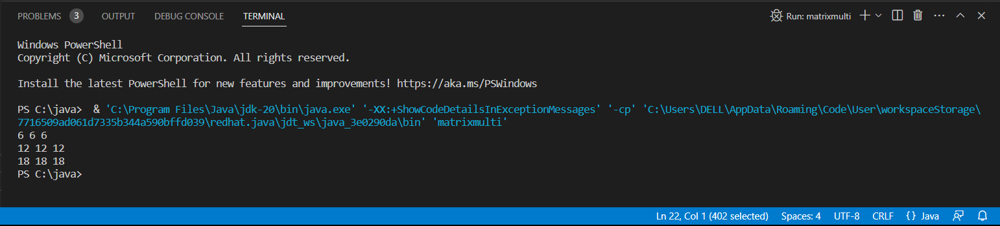 PROBLEMS 3 OUTPUT DEBUG CONSOLE TERMINAL Run: matrixmulti
Windows PowerShell
Copyright (C) Microsoft Corporation. All rights reserved.
Install the latest PowerShell for new features and improvements! https://aka.ms/PSWindows
PS C:\java>  & 'C:\Program Files\Java\jdk-20\bin\java.exe' '-XX:+ShowCodeDetailsInExceptionMessages' '-cp' 'C:\Users\DELL\AppData\Roaming\Code\User\workspaceStorage\
7716509ad061d7335b344a590bffd039\redhat.java\jdt_ws\java_3e0290da\bin' 'matrixmulti'
6 6 6
12 12 12
18 18 18
PS C:\java>
Ln 22, Col 1 (402 selected) Spaces: 4 UTF-8 CRLF {} Java